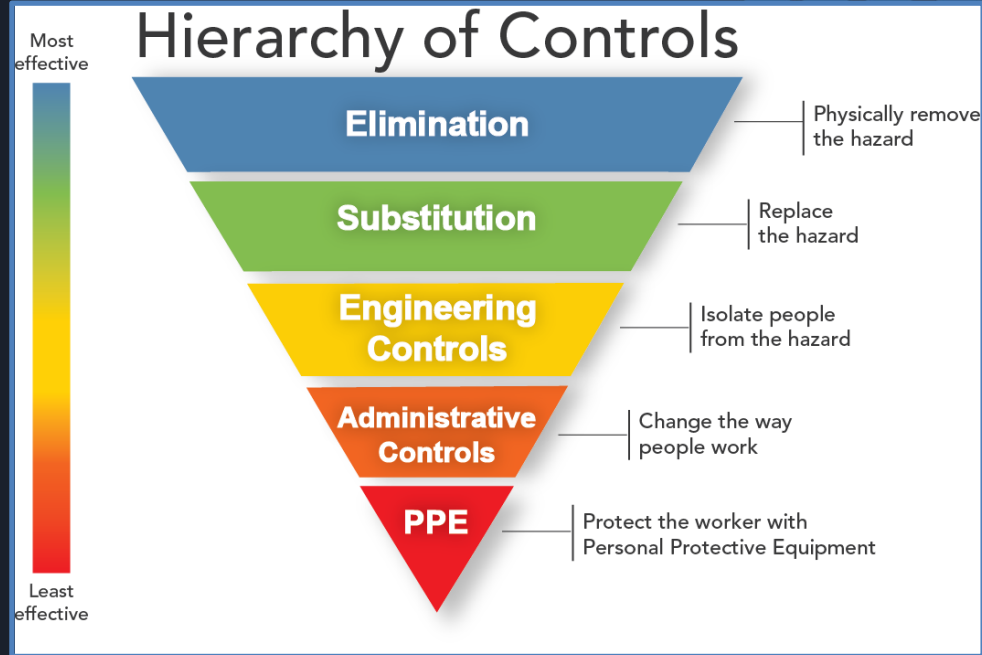 Hierarchy of Controls
Most
effective
Elimination
Physically remove
the hazard
Substitution
Replace
the hazard
Engineering
Controls
Isolate people
from the hazard
Administrative
Controls
Change the way
people work
PPE
Protect the worker with
Personal Protective Equipment
Least
effective